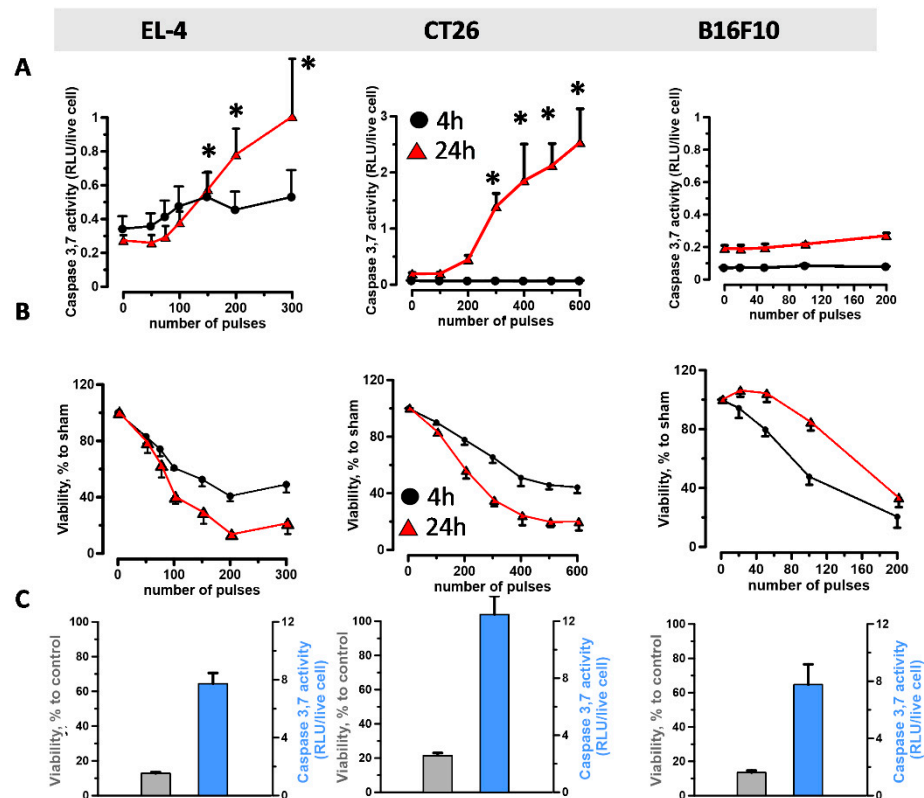 EL-4 CT26 B16F10
A
Caspase 3,7 activity (RLU/live cell)
1
0.8
0.6
0.4
0.2
0
0 100 200 300
number of pulses
* * *
Caspase 3,7 activity (RLU/live cell)
3
2
1
0
0 200 400 600
number of pulses
4h
24h
* * * *
Caspase 3,7 activity (RLU/live cell)
1
0.8
0.6
0.4
0.2
0
0 40 80 120 160 200
number of pulses
B
Viability, % to sham
120
80
40
0
0 100 200 300
number of pulses
Viability, % to sham
120
80
40
0
0 200 400 600
number of pulses
4h
24h
Viability, % to sham
120
80
40
0
0 40 80 120 160 200
number of pulses
C
Viability, % to control
100
80
60
40
20
0
12
8
4
0
Caspase 3,7 activity
(RLU/live cell)
Viability, % to control
100
80
60
40
20
0
12
8
4
0
Caspase 3,7 activity
(RLU/live cell)
Viability, % to control
100
80
60
40
20
0
12
8
4
0
Caspase 3,7 activity
(RLU/live cell)